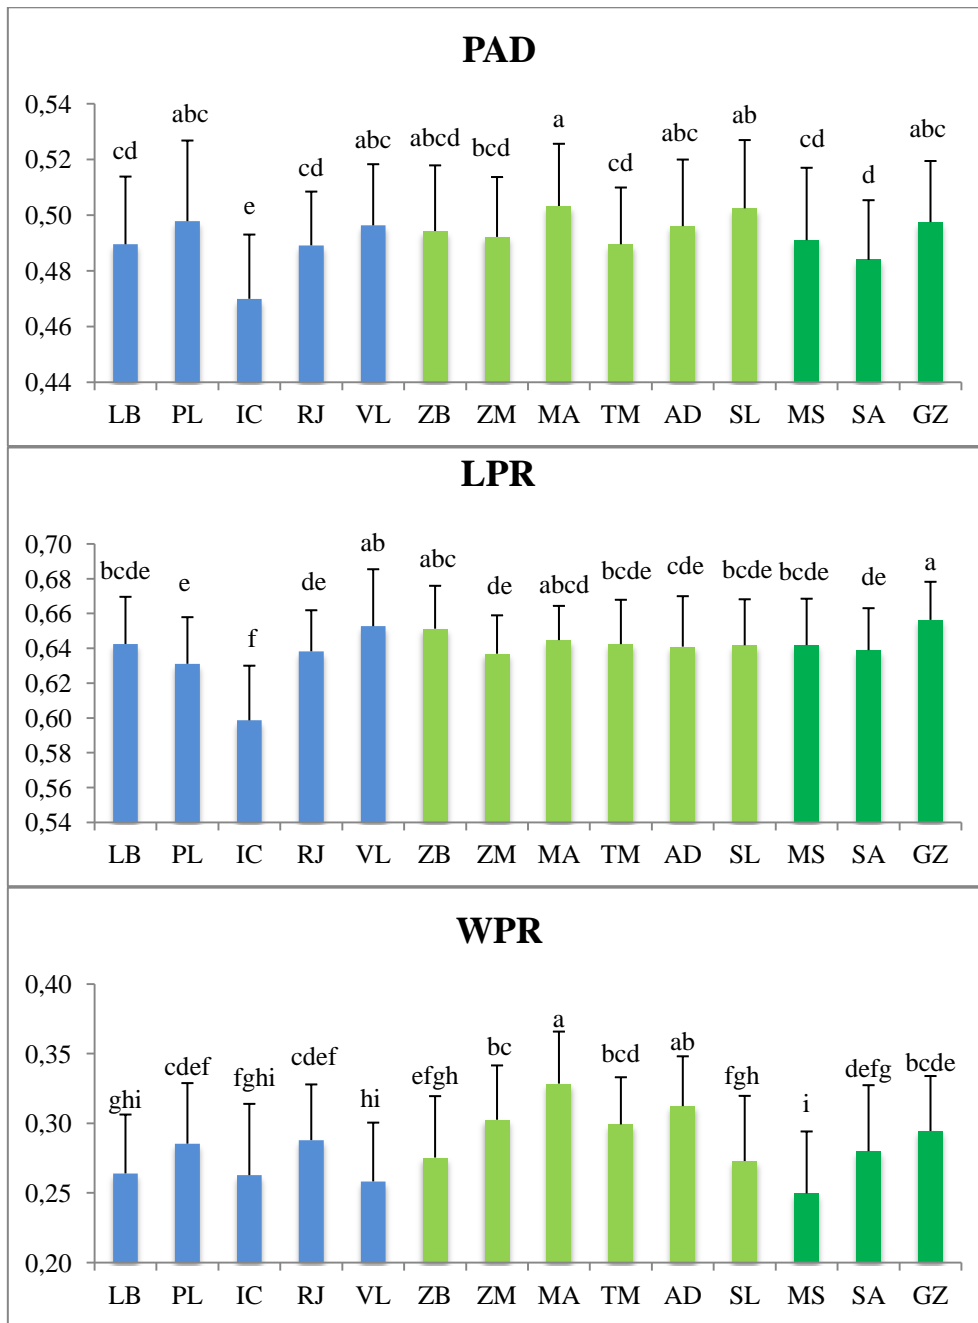 PAD
0,54
0,52
0,50
0,48
0,46
0,44
cd abc e cd abc abcd bcd a cd abc ab cd d abc
LB PL IC RJ VL ZB ZM MA TM AD SL MS SA GZ
LPR
0,70
0,68
0,66
0,64
0,62
0,60
0,58
0,56
0,54
bcde e f de ab abc de abcd bcde cde bcde bcde de a
LB PL IC RJ VL ZB ZM MA TM AD SL MS SA GZ
WPR
0,40
0,35
0,30
0,25
0,20
ghi cdef fghi cdef hi efgh bc a bcd ab fgh i defg bcde
LB PL IC RJ VL ZB ZM MA TM AD SL MS SA GZ